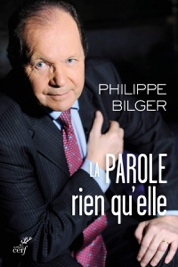 PHILIPPE
BILGER
LA PAROLE
rien qu'elle
cerf